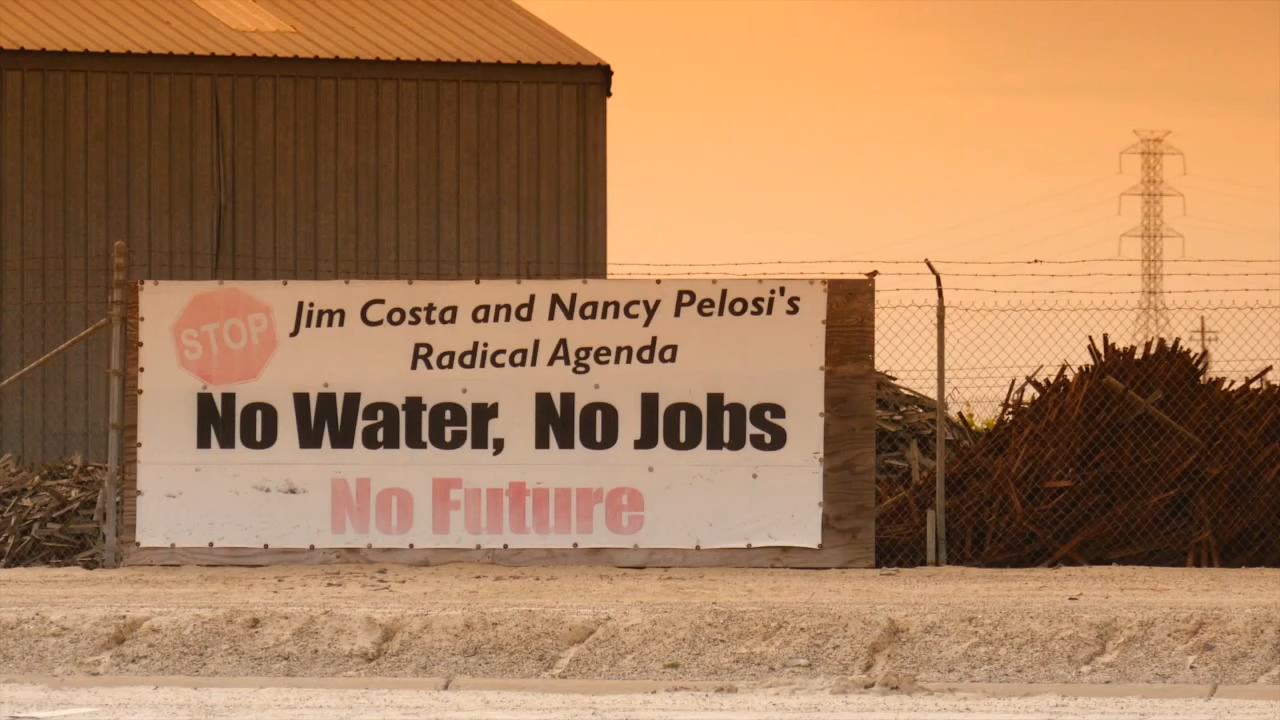 STOP
Jim Costa and Nancy Pelosi's
Radical Agenda
No Water, No Jobs
No Future